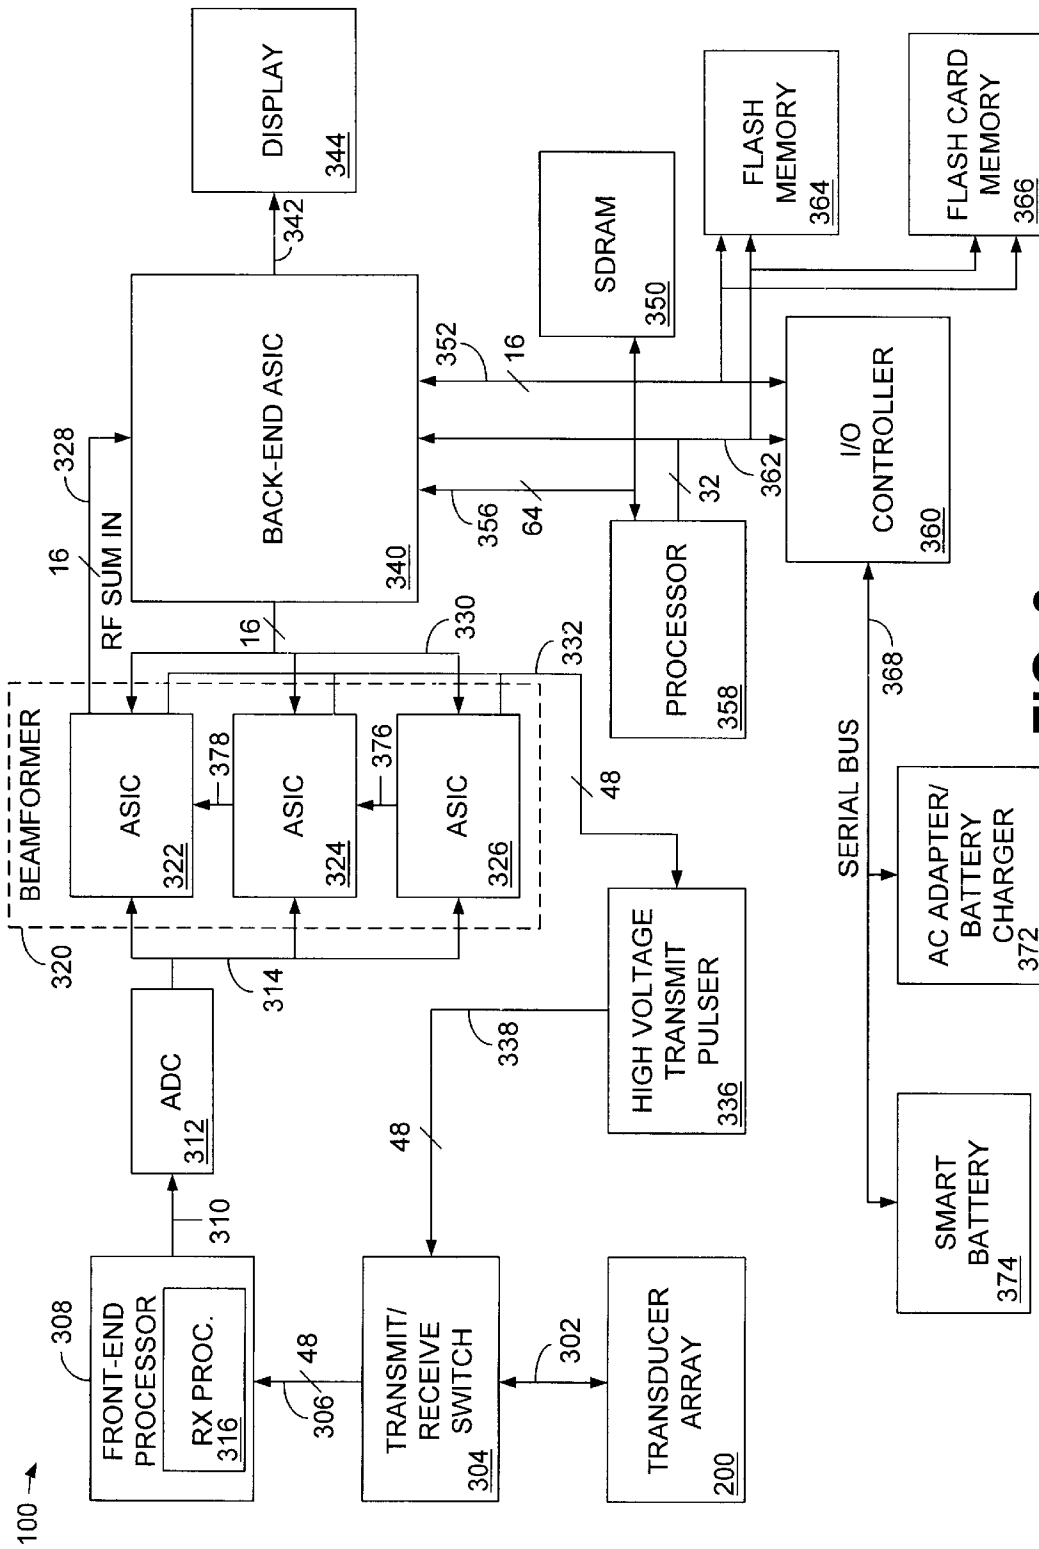 100
308
FRONT-END
PROCESSOR
RX PROC.
316
310
ADC
312
314
320
BEAMFORMER
ASIC
322
378
ASIC
324
376
ASIC
326
16
RF SUM IN
328
16
330
332
48
BACK-END ASIC
340
342
DISPLAY
344
306
48
TRANSMIT/
RECEIVE
SWITCH
304
302
TRANSDUCER
ARRAY
200
48
338
HIGH VOLTAGE
TRANSMIT
PULSER
336
356
64
352
16
SDRAM
350
PROCESSOR
358
32
362
FLASH
MEMORY
364
FLASH CARD
MEMORY
366
I/O
CONTROLLER
360
SERIAL BUS
368
SMART
BATTERY
374
AC ADAPTER/
BATTERY
CHARGER
372